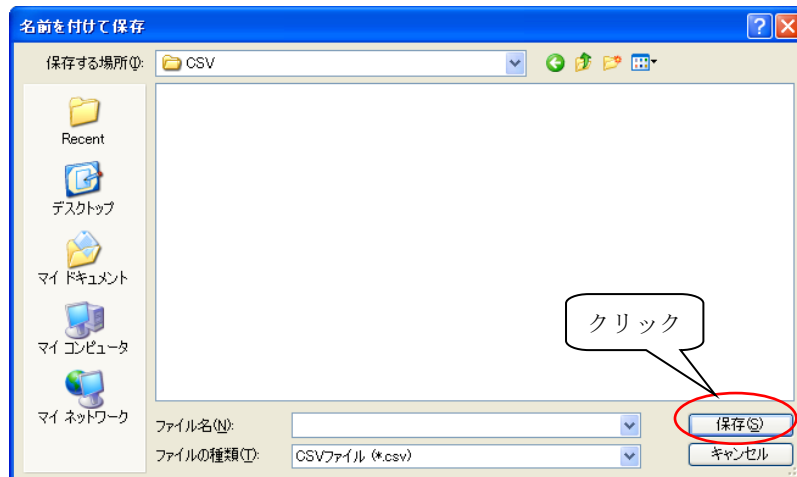 名前を付けて保存
保存する場所(I):
CSV
Recent
デスクトップ
マイ ドキュメント
マイ コンピュータ
マイ ネットワーク
クリック
ファイル名(N):
保存(S)
ファイルの種類(T):
CSVファイル (*.csv)
キャンセル